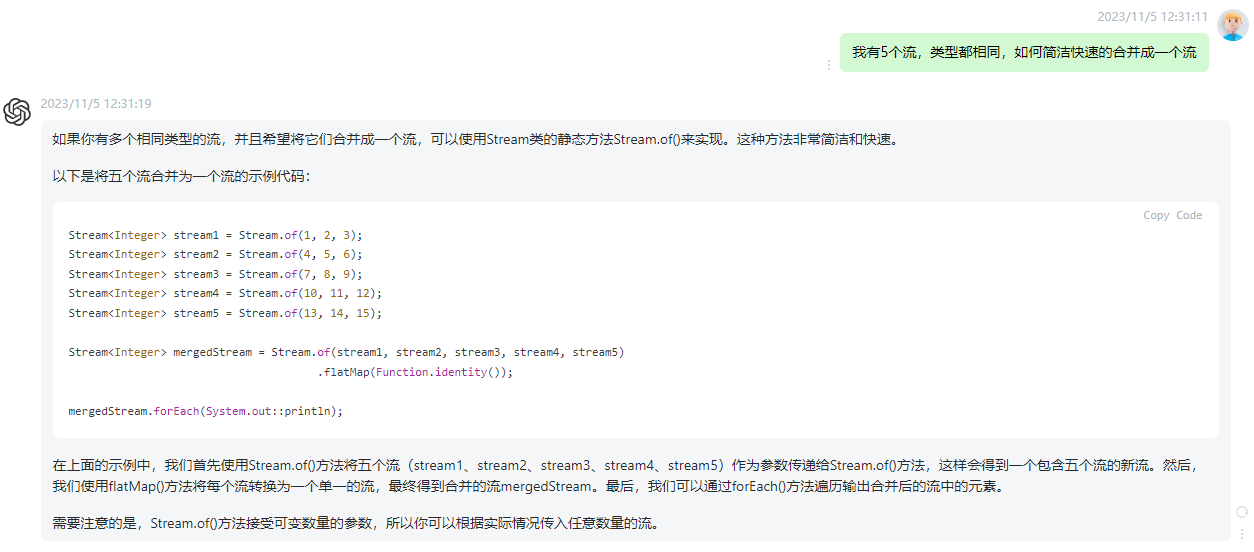 2023/11/5 12:31:11
我有5个流，类型都相同，如何简洁快速的合并成一个流
2023/11/5 12:31:19
如果你有多个相同类型的流，并且希望将它们合并成一个流，可以使用Stream类的静态方法Stream.of()来实现。这种方法非常简洁和快速。
以下是将五个流合并为一个流的示例代码：
Copy Code
Stream<Integer> stream1 = Stream.of(1, 2, 3);
Stream<Integer> stream2 = Stream.of(4, 5, 6);
Stream<Integer> stream3 = Stream.of(7, 8, 9);
Stream<Integer> stream4 = Stream.of(10, 11, 12);
Stream<Integer> stream5 = Stream.of(13, 14, 15);
Stream<Integer> mergedStream = Stream.of(stream1, stream2, stream3, stream4, stream5)
.flatMap(Function.identity());
mergedStream.forEach(System.out::println);
在上面的示例中，我们首先使用Stream.of()方法将五个流（stream1、stream2、stream3、stream4、stream5）作为参数传递给Stream.of()方法，这样会得到一个包含五个流的新流。然后，
我们使用flatMap()方法将每个流转换为一个单一的流，最终得到合并的流mergedStream。最后，我们可以通过forEach()方法遍历输出合并后的流中的元素。
需要注意的是，Stream.of()方法接受可变数量的参数，所以你可以根据实际情况传入任意数量的流。